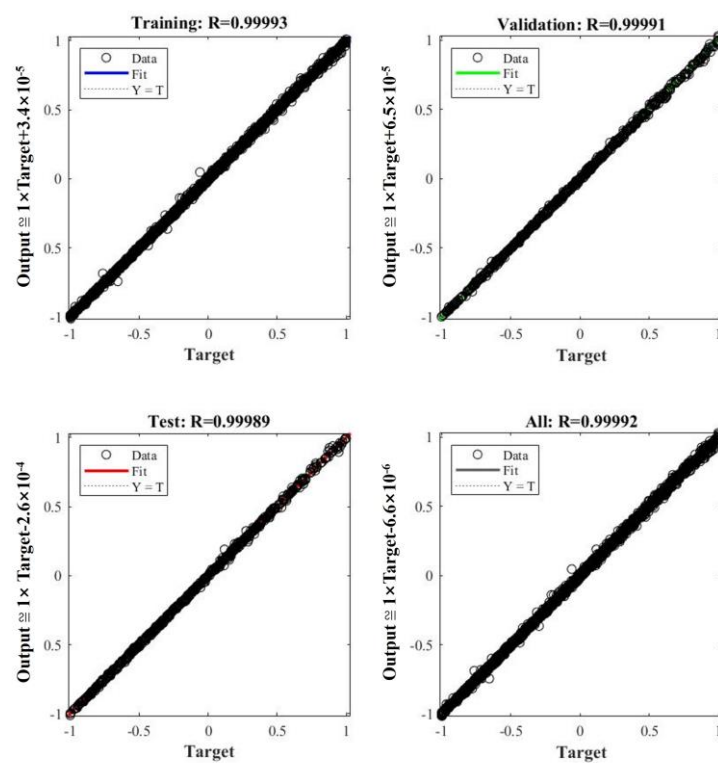 Training: R=0.99993
Output ≅ 1×Target+3.4×10⁻⁵
1
0.5
0
0.5
-1
Data
Fit
Y = T
-1
-0.5
0
0.5
1
Target
Validation: R=0.99991
Output ≅ 1×Target+6.5×10⁻⁵
1
0.5
0
-0.5
-1
Data
Fit
Y = T
-1
-0.5
0
0.5
1
Target
Test: R=0.99989
Output ≅ 1× Target-2.6×10⁻⁴
1
0.5
0
0.5
-1
Data
Fit
Y = T
-1
-0.5
0
0.5
1
Target
All: R=0.99992
Output ≅ 1×Target-6.6×10⁻⁶
1
0.5
0
-0.5
-1
Data
Fit
Y = T
-1
-0.5
0
0.5
1
Target